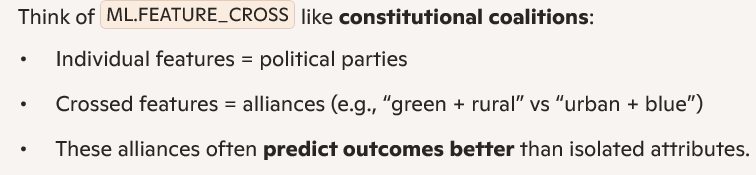 Think of ML.FEATURE_CROSS like constitutional coalitions:
• Individual features = political parties
• Crossed features = alliances (e.g., “green + rural” vs “urban + blue”)
• These alliances often predict outcomes better than isolated attributes.